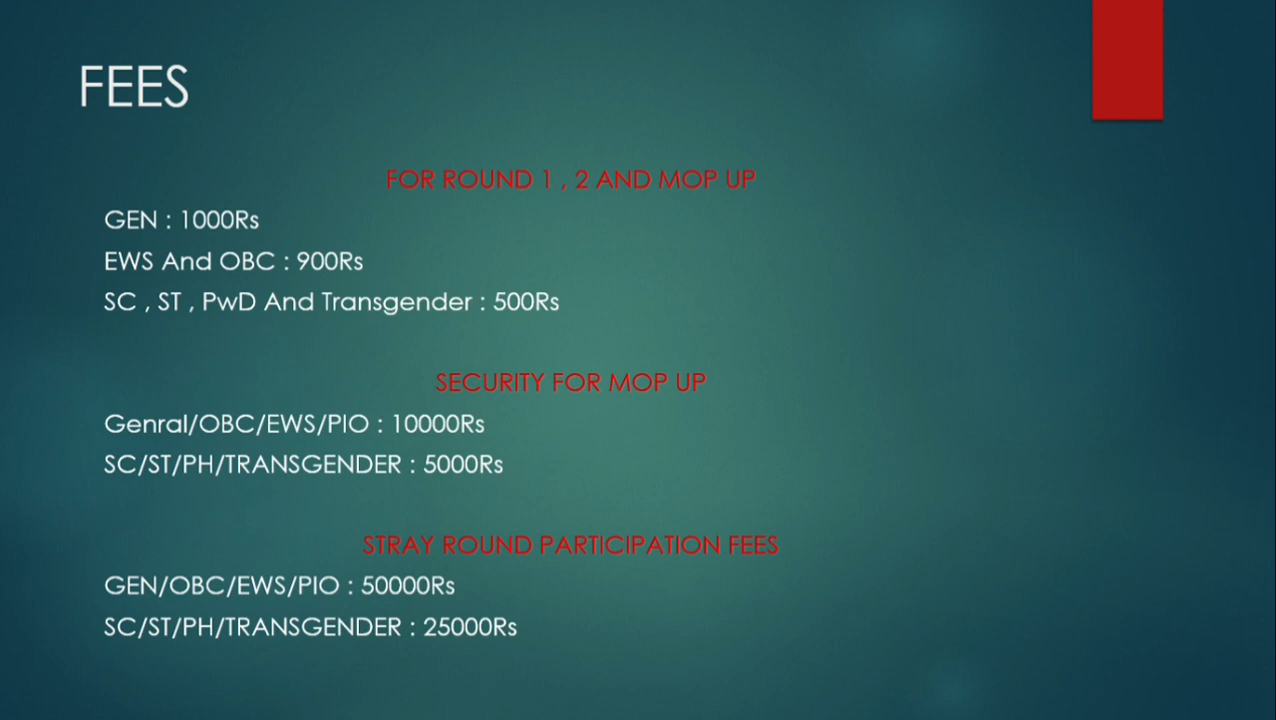 FEES
FOR ROUND 1 , 2 AND MOP UP
GEN : 1000Rs
EWS And OBC : 900Rs
SC , ST , PwD And Transgender : 500Rs
SECURITY FOR MOP UP
Genral/OBC/EWS/PIO : 10000Rs
SC/ST/PH/TRANSGENDER : 5000Rs
STRAY ROUND PARTICIPATION FEES
GEN/OBC/EWS/PIO : 50000Rs
SC/ST/PH/TRANSGENDER : 25000Rs